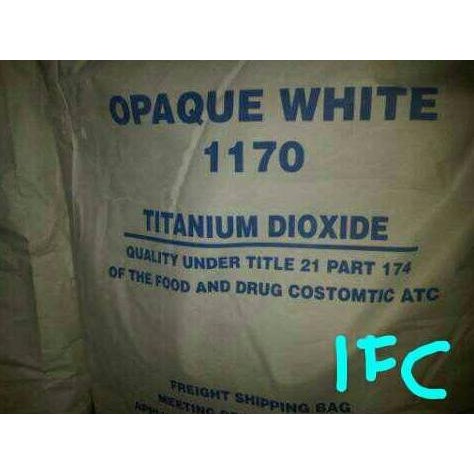 OPAQUE WHITE
1170
TITANIUM DIOXIDE
QUALITY UNDER TITLE 21 PART 174
OF THE FOOD AND DRUG COSTOMTIC ATC
IFC
FREIGHT SHIPPING BAG
MEETING